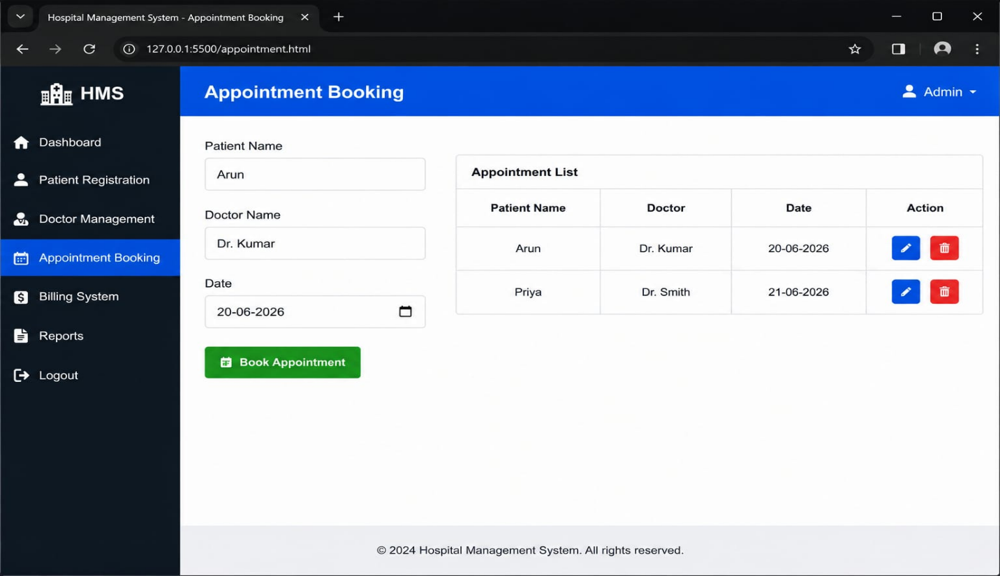 Hospital Management System - Appointment Booking
127.0.0.1:5500/appointment.html
HMS
Dashboard
Patient Registration
Doctor Management
Appointment Booking
Billing System
Reports
Logout
Appointment Booking
Admin
Patient Name
Arun
Doctor Name
Dr. Kumar
Date
20-06-2026
Book Appointment
Appointment List
Patient Name Doctor Date Action
Arun Dr. Kumar 20-06-2026
Priya Dr. Smith 21-06-2026
© 2024 Hospital Management System. All rights reserved.